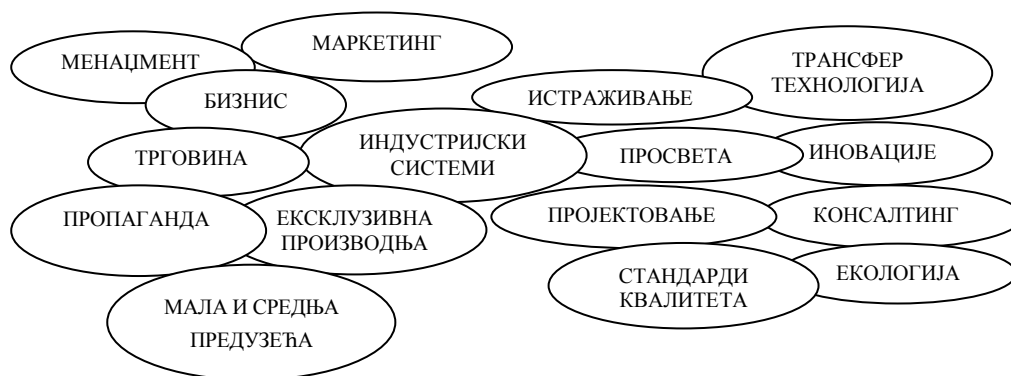 МЕНАЏМЕНТ
МАРКЕТИНГ
БИЗНИС
ТРГОВИНА
ПРОПАГАНДА
ЕКСКЛУЗИВНА
ПРОИЗВОДЊА
МАЛА И СРЕДЊА
ПРЕДУЗЕЋА
ИНДУСТРИЈСКИ
СИСТЕМИ
ИСТРАЖИВАЊЕ
ТРАНСФЕР
ТЕХНОЛОГИЈА
ПРОСВЕТА
ИНОВАЦИЈЕ
ПРОЈЕКТОВАЊЕ
КОНСАЛТИНГ
СТАНДАРДИ
КВАЛИТЕТА
ЕКОЛОГИЈА